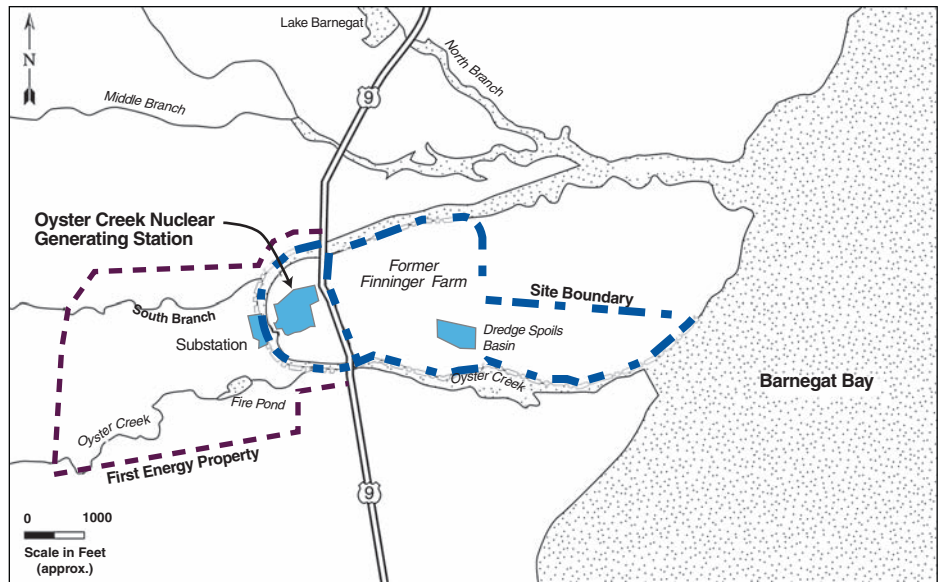 Lake Barnegat
N
North Branch
9
Middle Branch
Oyster Creek Nuclear
Generating Station
Former
Finninger Farm
Site Boundary
South Branch
Substation
Dredge Spoils
Basin
Oyster Creek
Barnegat Bay
Fire Pond
Oyster Creek
First Energy Property
9
0 1000
Scale in Feet
(approx.)